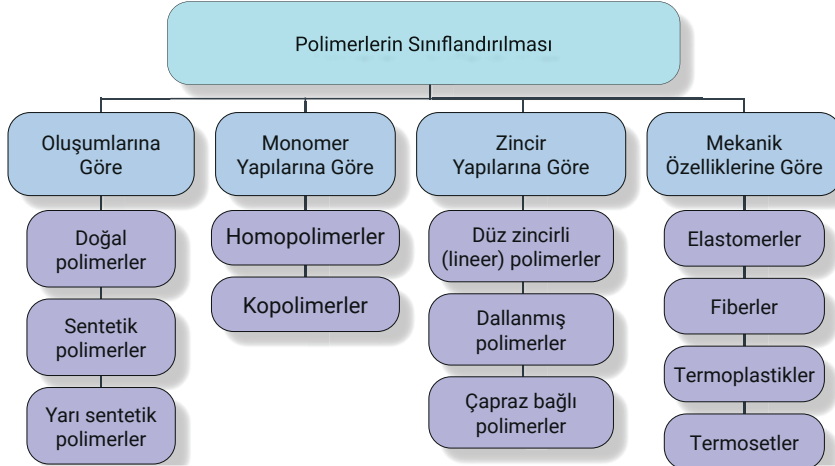 Polimerlerin Sınıflandırılması
Oluşumlarına
Göre
Doğal
polimerler
Sentetik
polimerler
Yarı sentetik
polimerler
Monomer
Yapılarına Göre
Homopolimerler
Kopolimerler
Zincir
Yapılarına Göre
Düz zincirli
(lineer) polimerler
Dallanmış
polimerler
Çapraz bağlı
polimerler
Mekanik
Özelliklerine Göre
Elastomerler
Fiberler
Termoplastikler
Termosetler